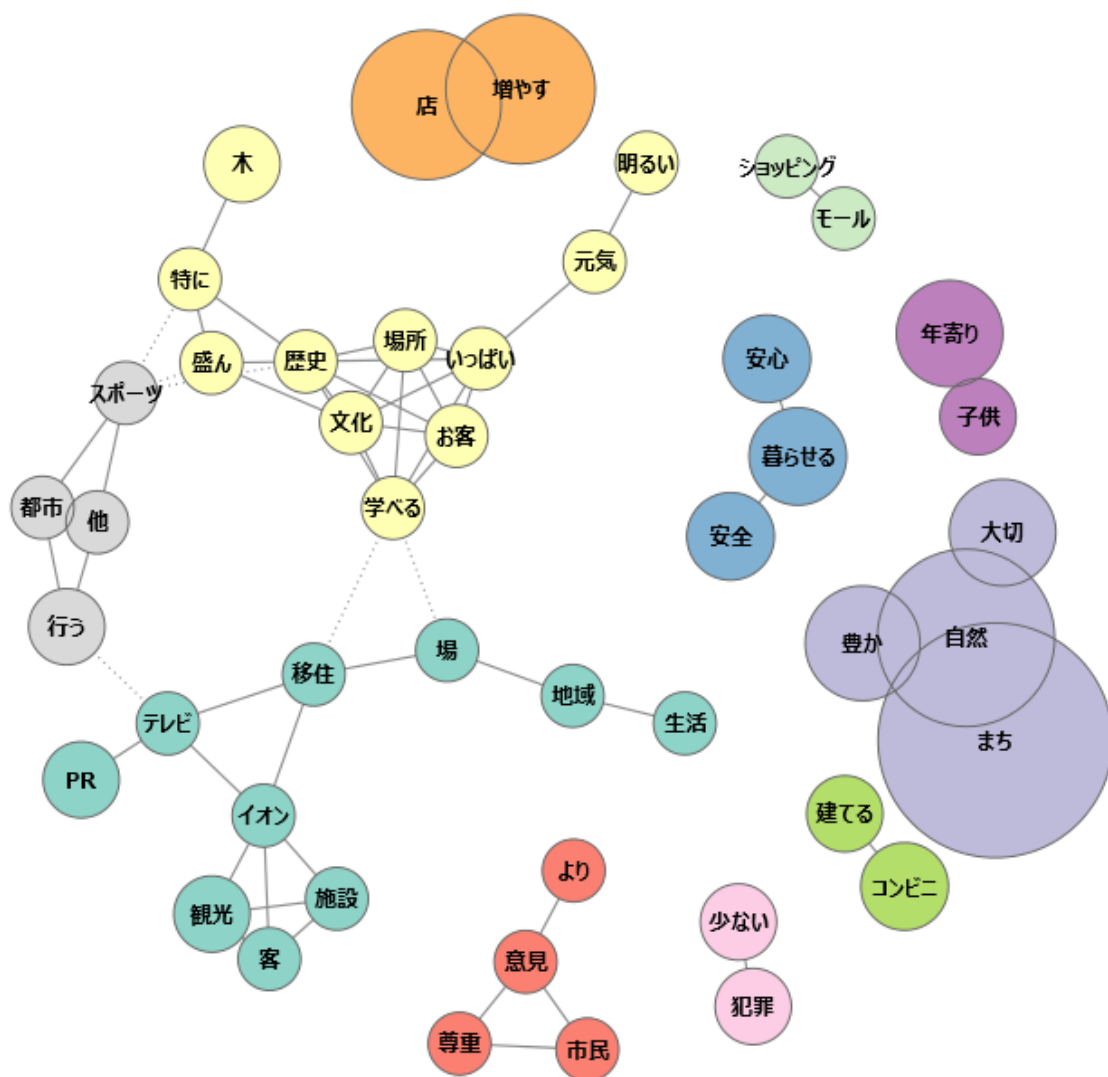 増やす
店
木
明るい
ショッピング
モール
元気
特に
年寄り
場所
安心
いっぱい
歴史
盛ん
スポーツ
子供
文化
お客
暮らせる
都市
学べる
他
安全
大切
行う
自然
豊か
場
移住
地域
テレビ
生活
まち
PR
イオン
建てる
より
コンビニ
施設
観光
少ない
客
意見
犯罪
尊重
市民